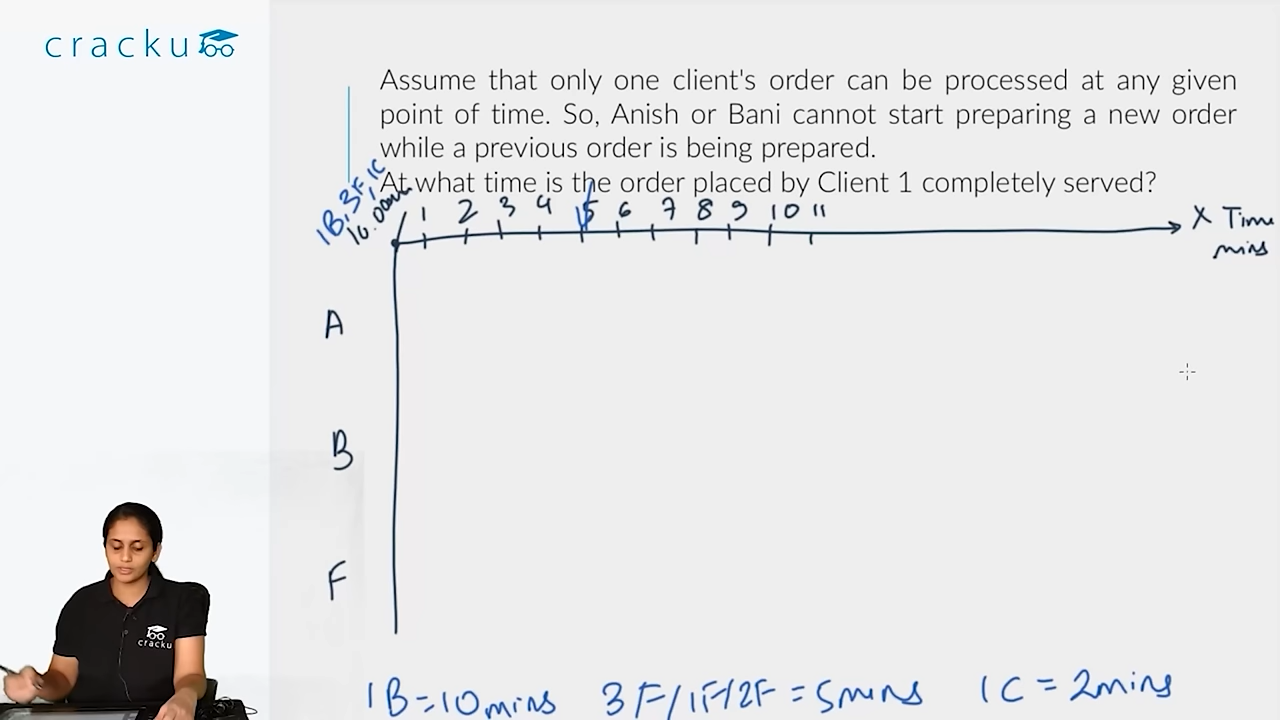 cracku
Assume that only one client's order can be processed at any given
point of time. So, Anish or Bani cannot start preparing a new order
while a previous order is being prepared.
At what time is the order placed by Client 1 completely served?
1B, 3F, 1C
10.00am
1 2 3 4 5 6 7 8 9 10 11
X Time
mins
A
B
F
cracku
1B = 10 mins 3F/1F/2F = 5 mins 1C = 2 mins